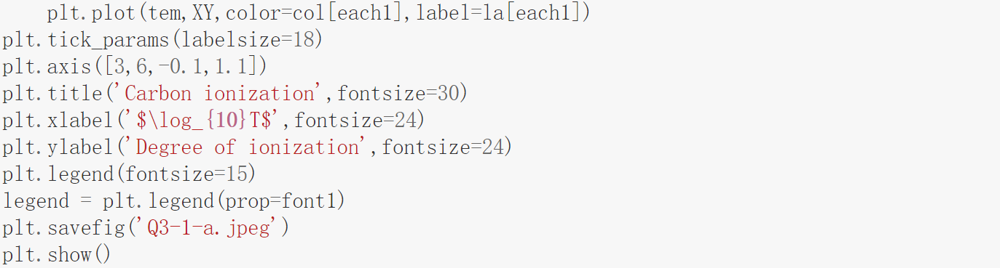 plt.plot(tem,XY,color=col[each1],label=la[each1])
plt.tick_params(labelsize=18)
plt.axis([3,6,-0.1,1.1])
plt.title('Carbon ionization',fontsize=30)
plt.xlabel('$\log_{10}T$',fontsize=24)
plt.ylabel('Degree of ionization',fontsize=24)
plt.legend(fontsize=15)
legend = plt.legend(prop=font1)
plt.savefig('Q3-1-a.jpeg')
plt.show()